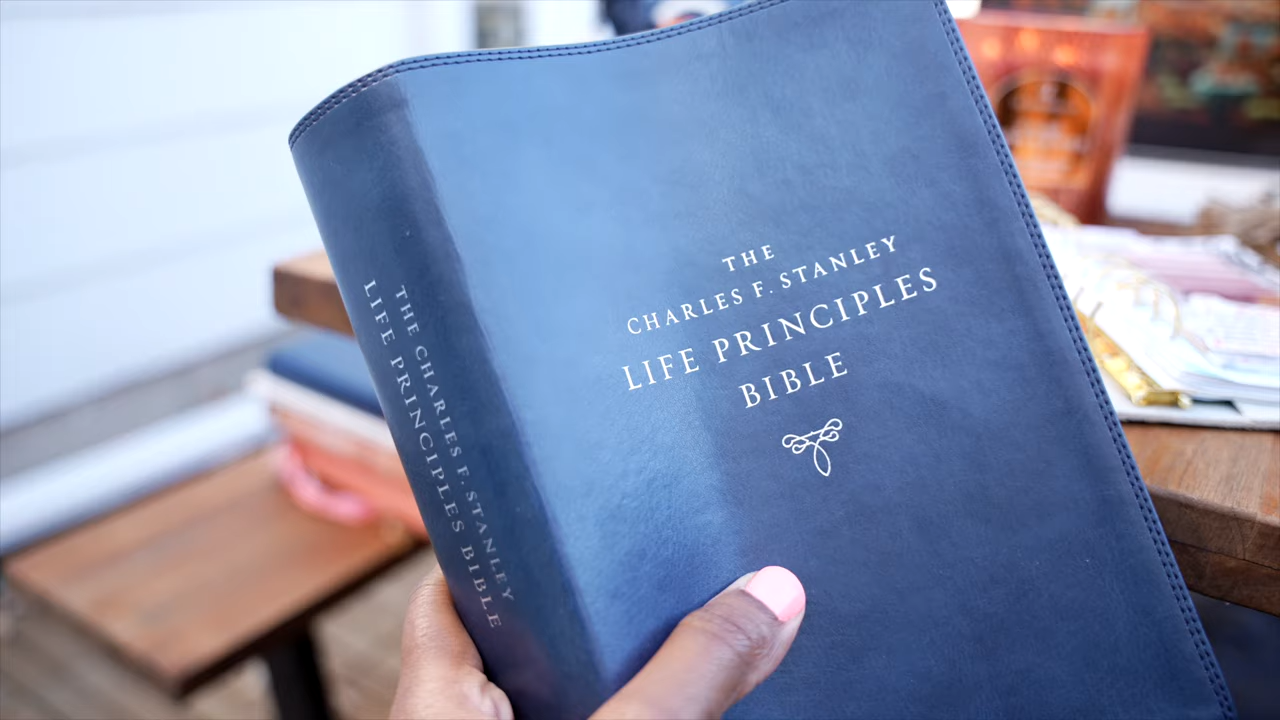 THE
CHARLES F. STANLEY
LIFE PRINCIPLES
BIBLE
THE CHARLES F. STANLEY
LIFE PRINCIPLES BIBLE